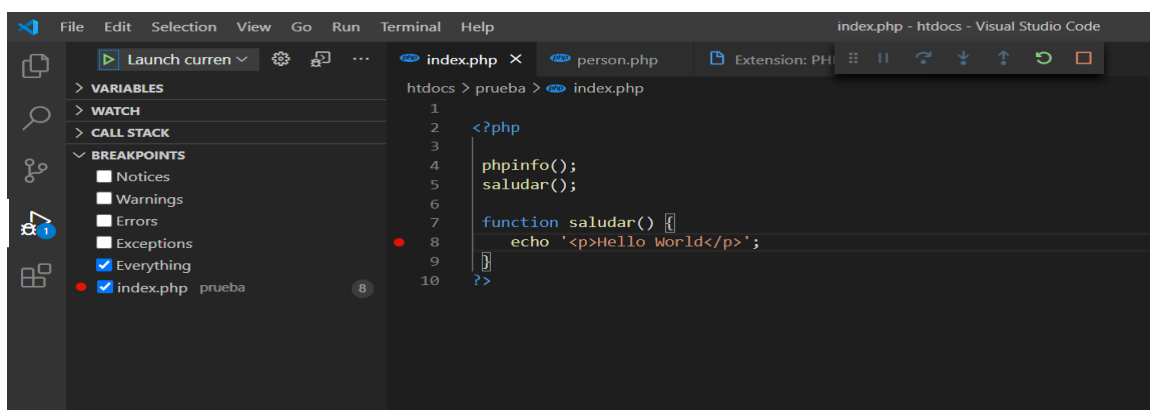 File Edit Selection View Go Run Terminal Help index.php - htdocs - Visual Studio Code
Launch curren ... index.php person.php Extension: PH
VARIABLES
WATCH
CALL STACK
BREAKPOINTS
Notices
Warnings
Errors
Exceptions
Everything
index.php prueba 8
1
htdocs > prueba > index.php
1
2 <?php
3
4 phpinfo();
5 saludar();
6
7 function saludar() {
8 echo '<p>Hello World</p>';
9 }
10 ?>